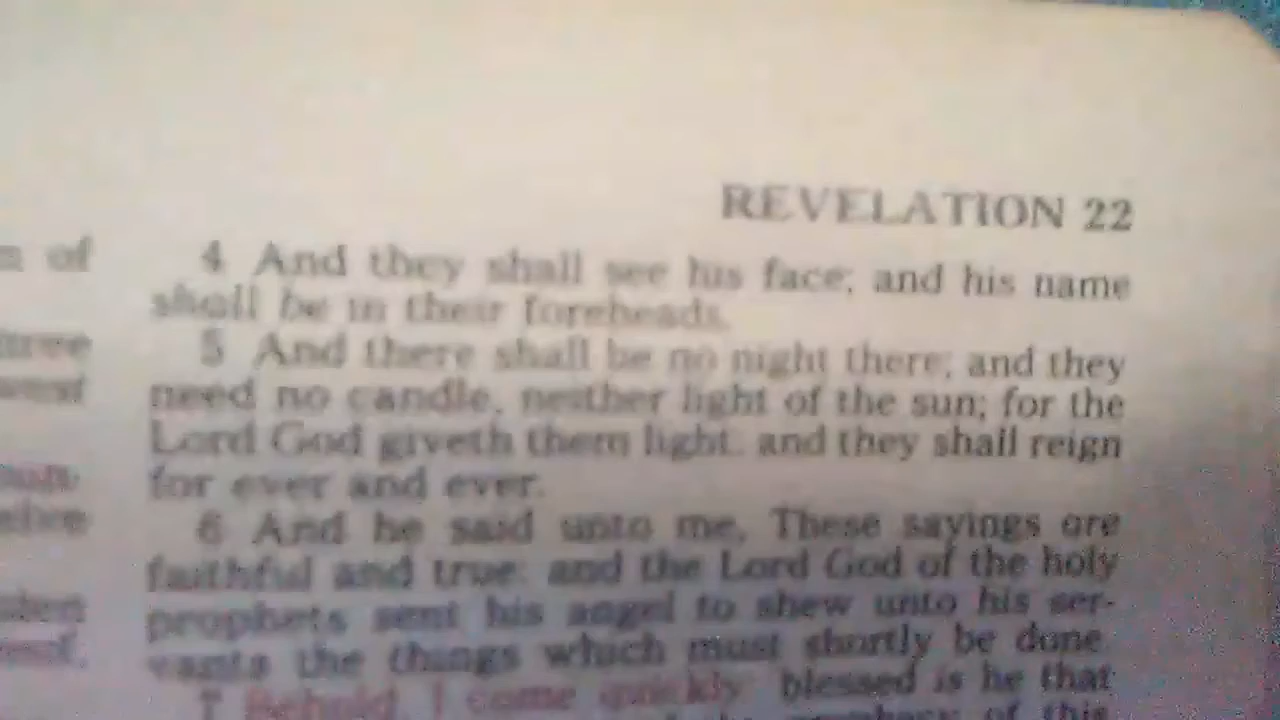 REVELATION 22
of
4 And they shall see his face; and his name
shall be in their foreheads.
5 And there shall be no night there; and they
need no candle, neither light of the sun; for the
Lord God giveth them light: and they shall reign
for ever and ever.
6 And he said unto me, These sayings are
faithful and true: and the Lord God of the holy
prophets sent his angel to shew unto his ser-
vants the things which must shortly be done.
7 Behold, I come quickly: blessed is he that
prophecy of this